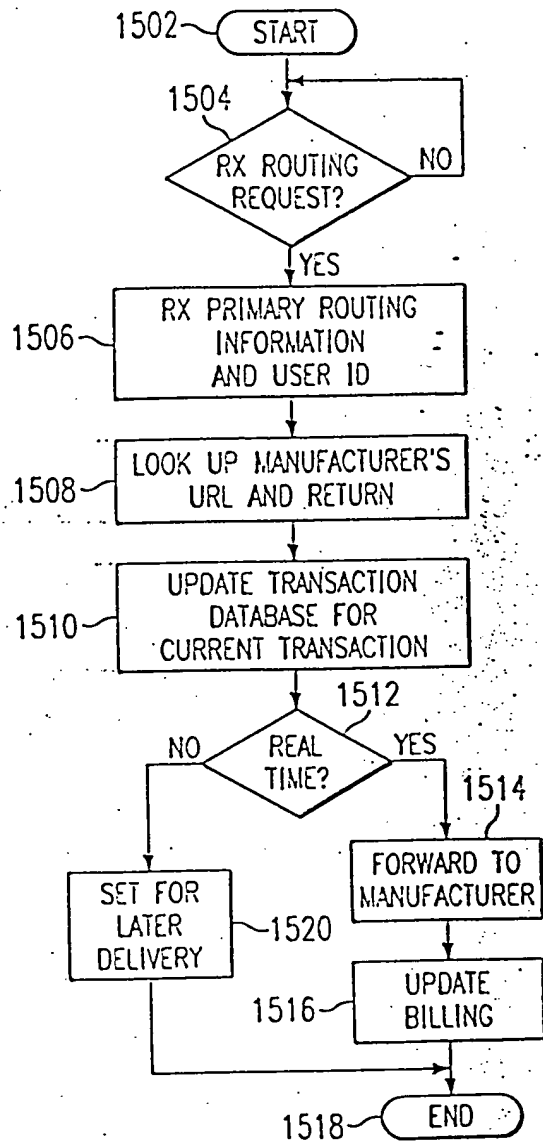 1502
START
1504
RX ROUTING
REQUEST?
NO
YES
1506
RX PRIMARY ROUTING
INFORMATION
AND USER ID
1508
LOOK UP MANUFACTURER'S
URL AND RETURN
1510
UPDATE TRANSACTION
DATABASE FOR
CURRENT TRANSACTION
1512
NO
REAL
TIME?
YES
1514
FORWARD TO
MANUFACTURER
SET FOR
LATER
DELIVERY
1520
1516
UPDATE
BILLING
1518
END